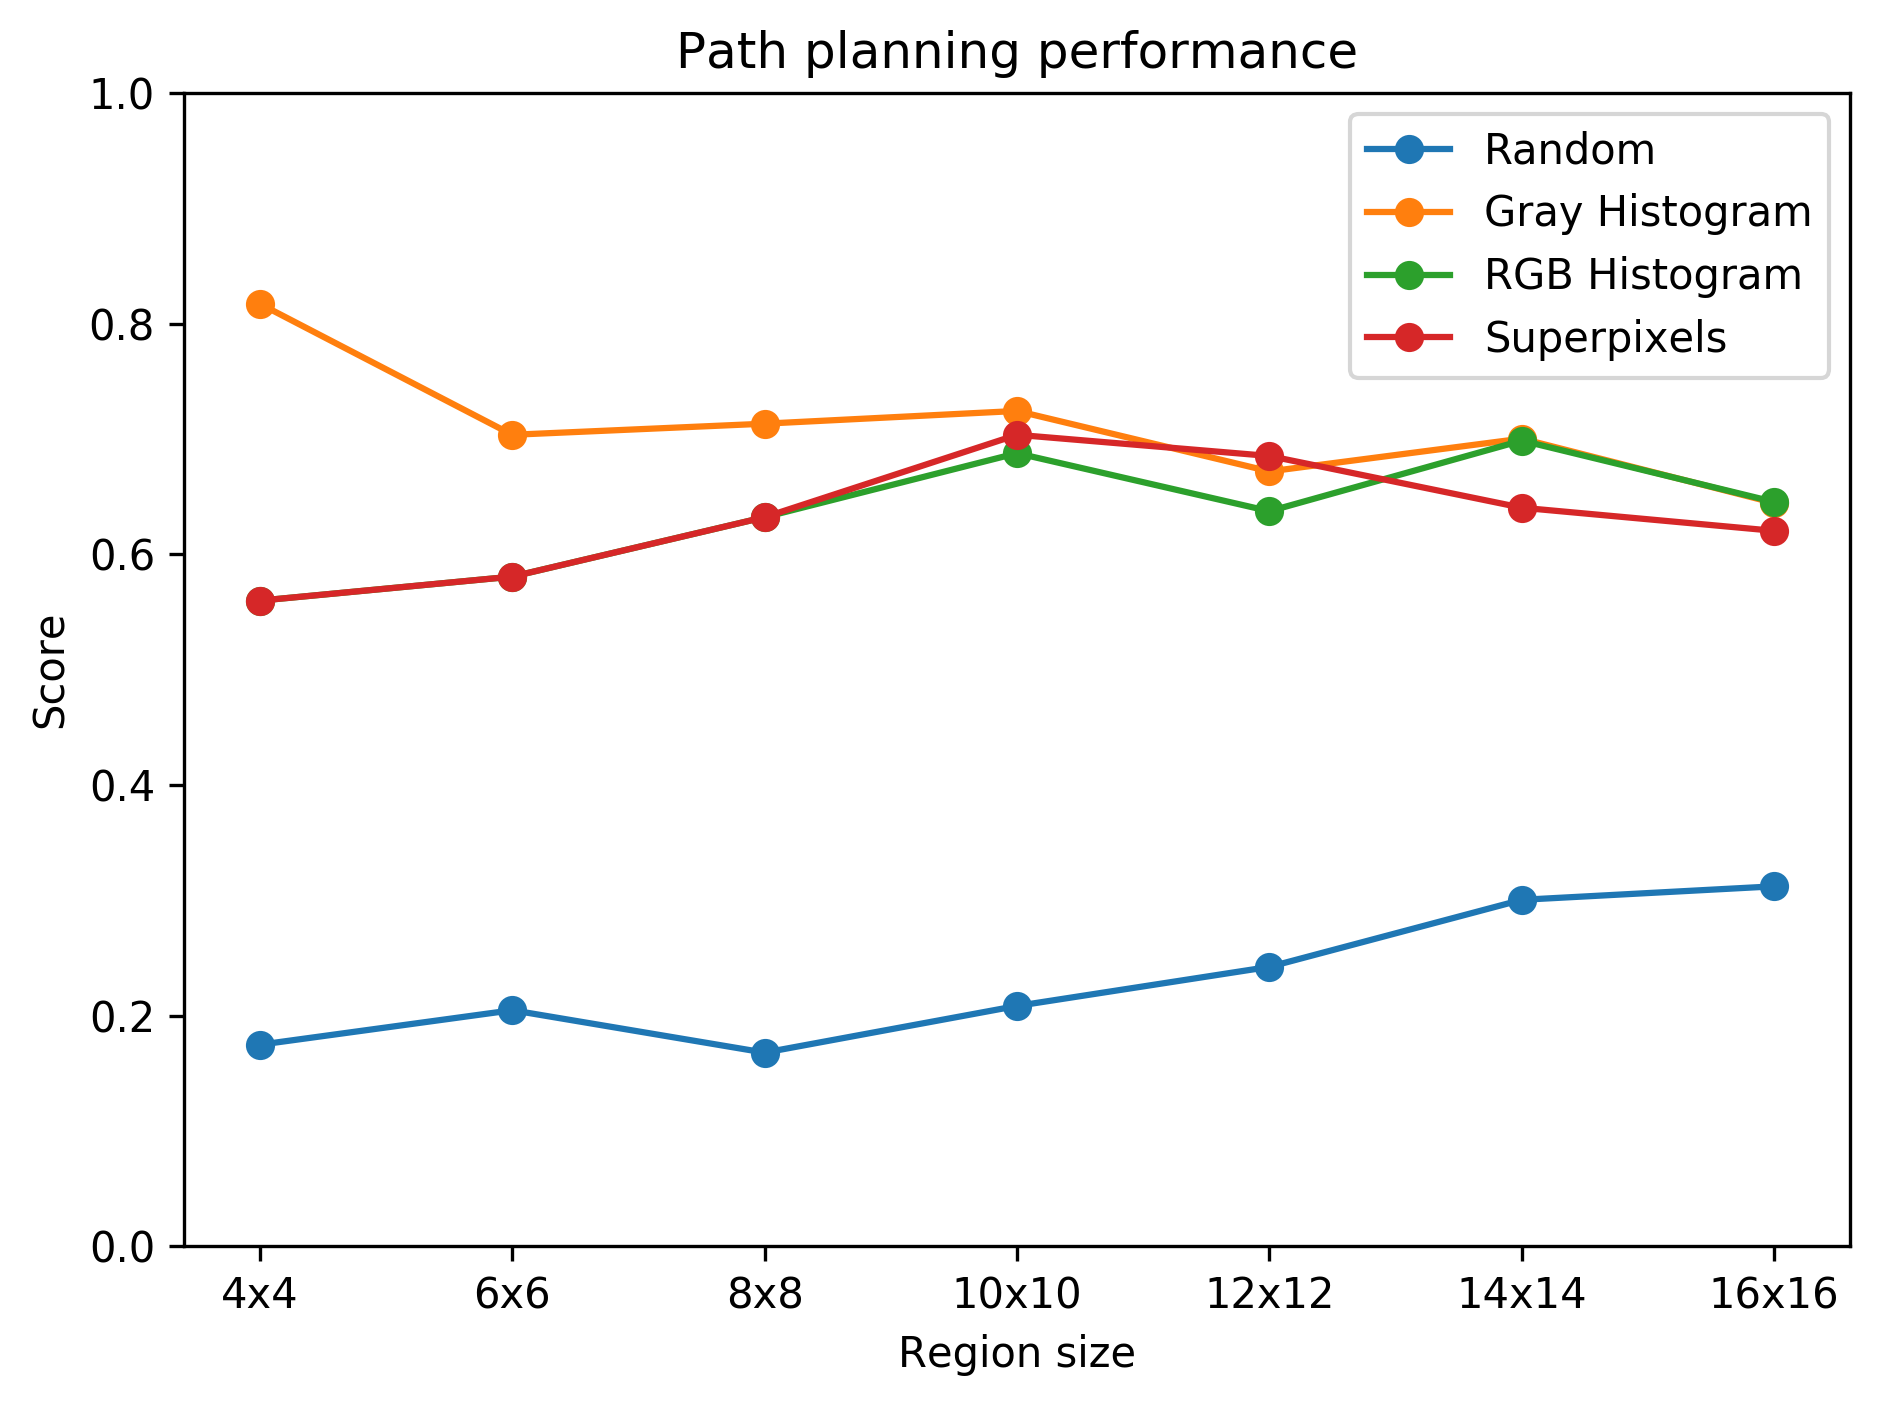 Path planning performance
1.0
0.8
0.6
0.4
0.2
0.0
Score
Random
Gray Histogram
RGB Histogram
Superpixels
4x4 6x6 8x8 10x10 12x12 14x14 16x16
Region size